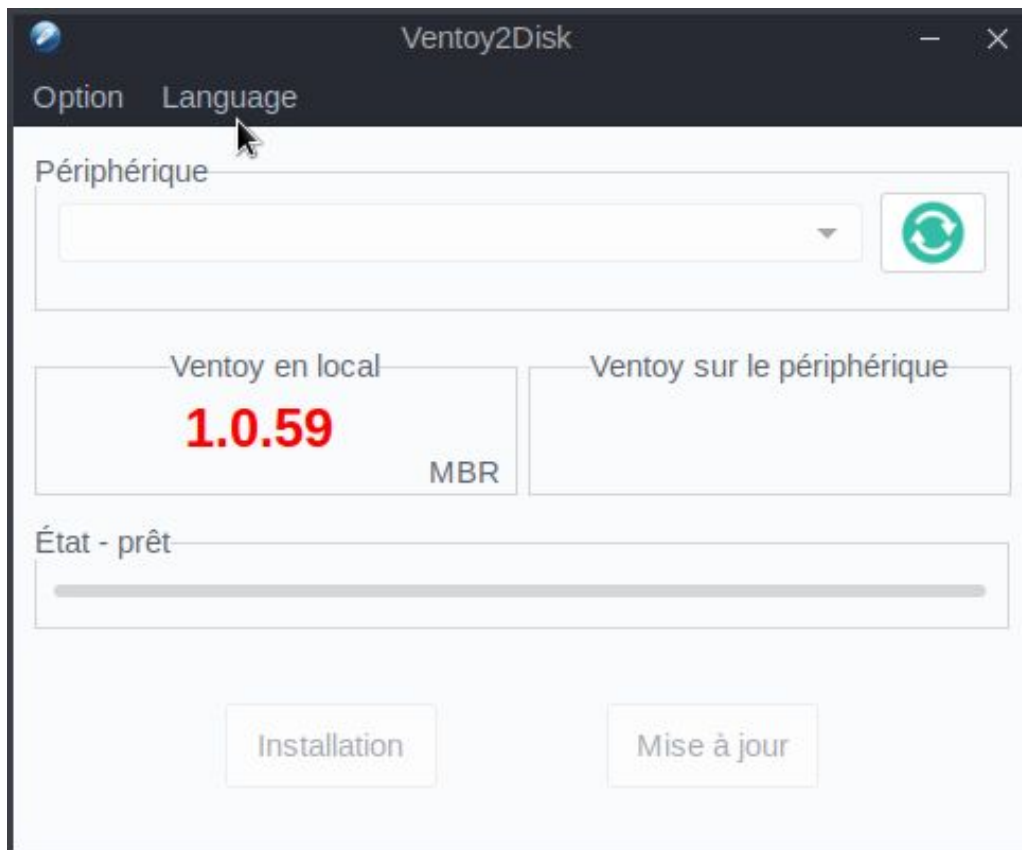 Ventoy2Disk
Option Language
Périphérique
Ventoy en local
1.0.59
MBR
Ventoy sur le périphérique
État - prêt
Installation
Mise à jour